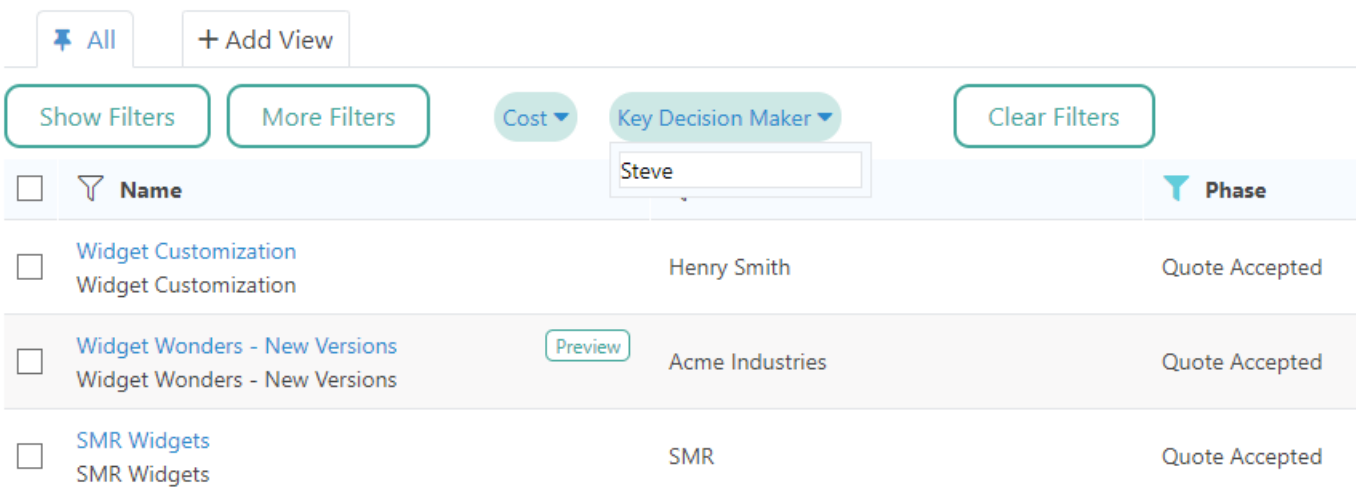 All + Add View
Show Filters More Filters Cost Key Decision Maker Clear Filters
Steve
Name Phase
Widget Customization
Widget Customization Henry Smith Quote Accepted
Widget Wonders - New Versions Preview
Widget Wonders - New Versions Acme Industries Quote Accepted
SMR Widgets
SMR Widgets SMR Quote Accepted